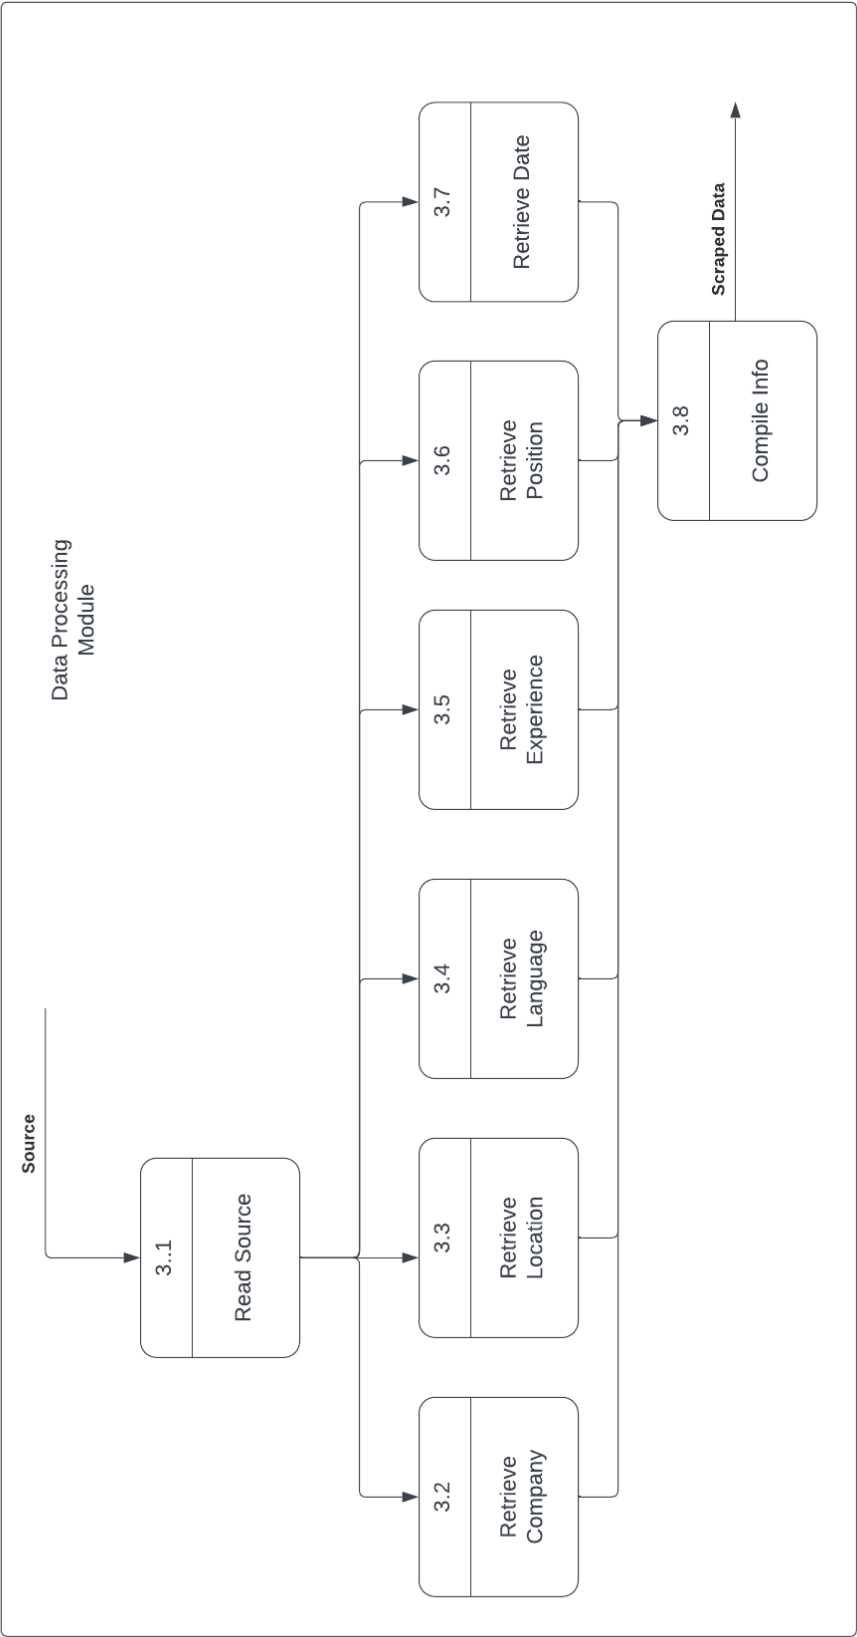 Data Processing
Module
Source
3..1
Read Source
3.2
Retrieve
Company
3.3
Retrieve
Location
3.4
Retrieve
Language
3.5
Retrieve
Experience
3.6
Retrieve
Position
3.7
Retrieve Date
3.8
Compile Info
Scraped Data